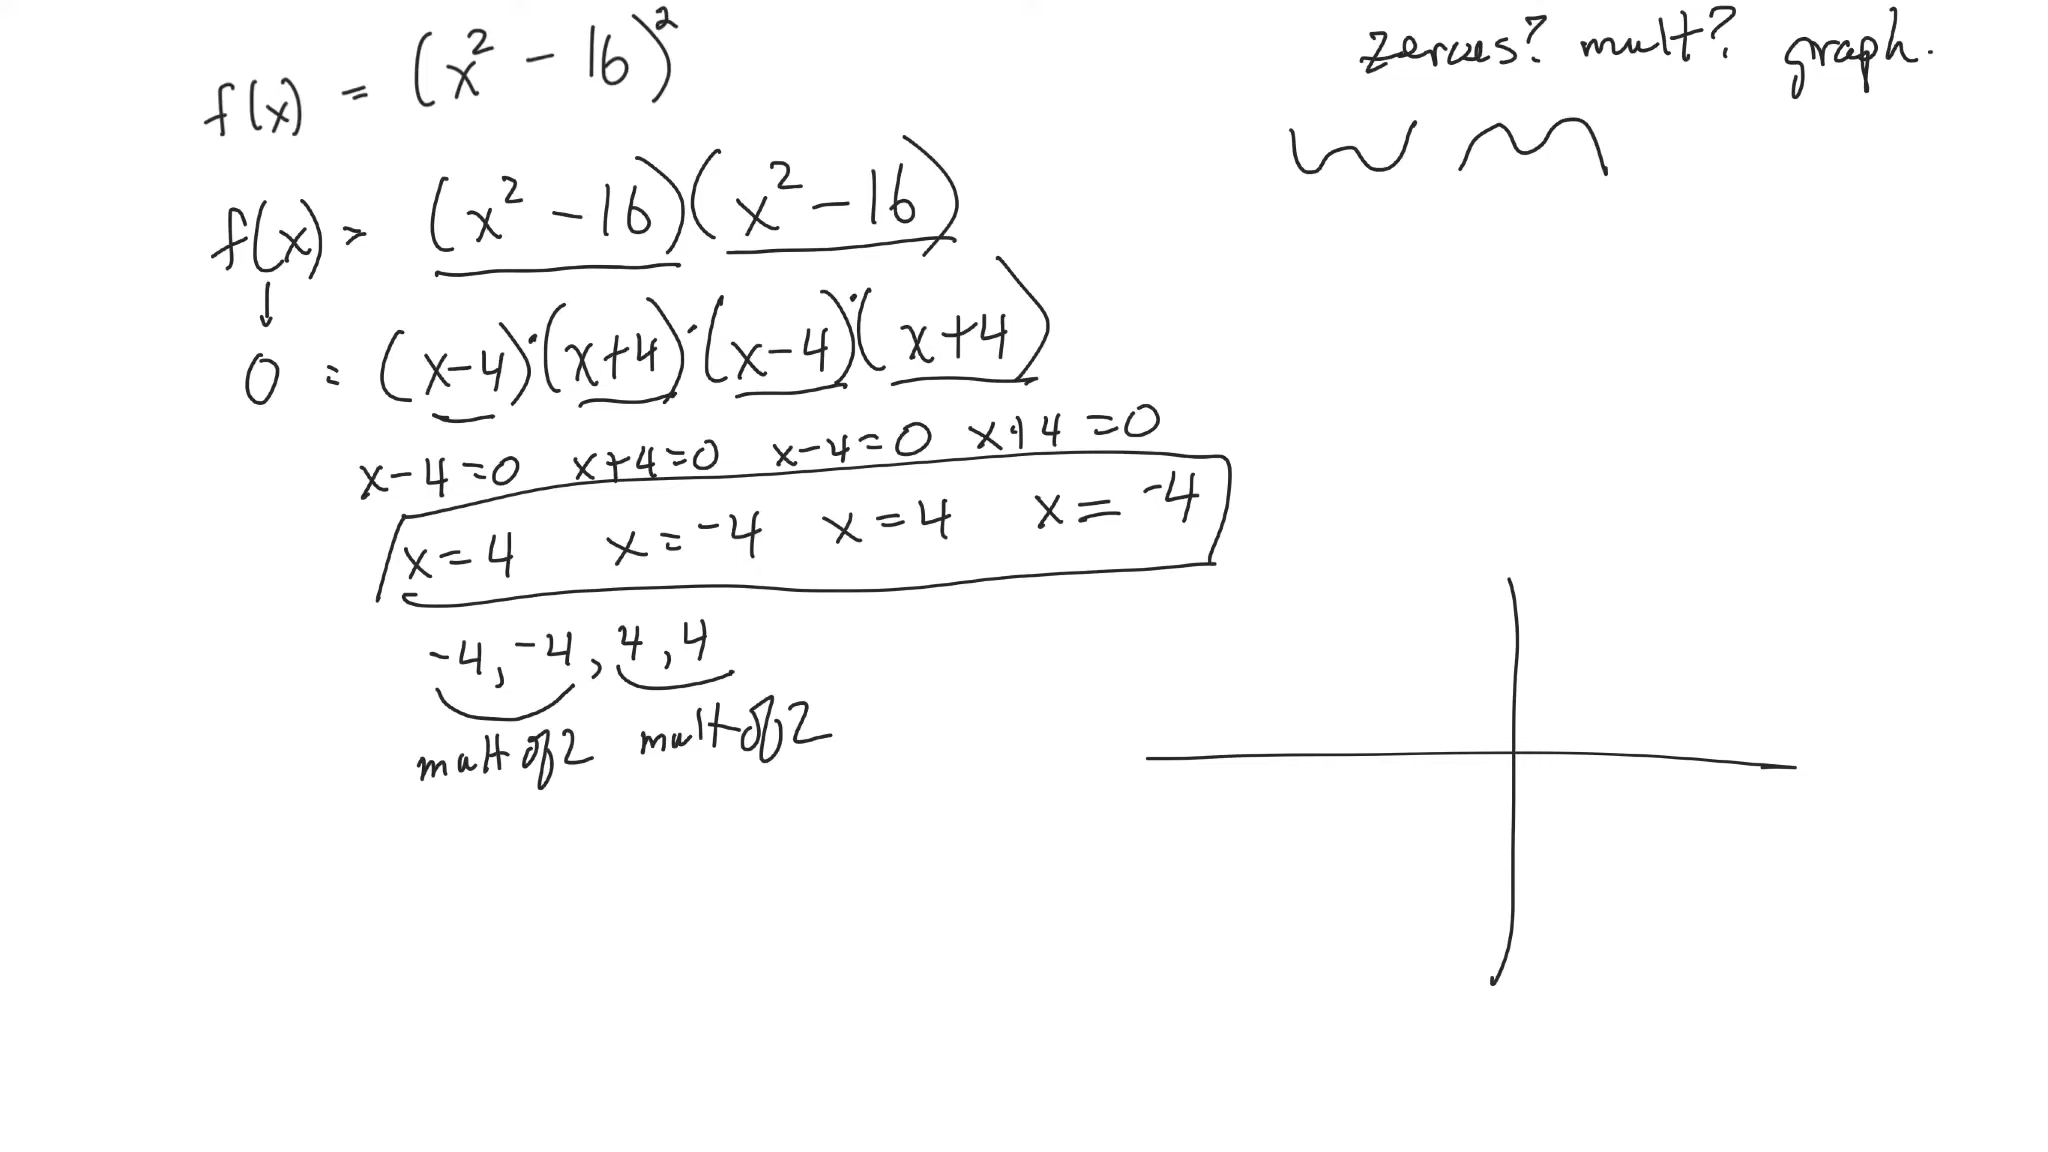 f(x) = (x² - 16)²
zeroes? mult? graph.
f(x) = (x² - 16)(x² - 16)
0 = (x-4)·(x+4)·(x-4)·(x+4)
x-4=0 x+4=0 x-4=0 x+4=0
x=4 x=-4 x=4 x=-4
-4, -4, 4, 4
mult of 2 mult of 2